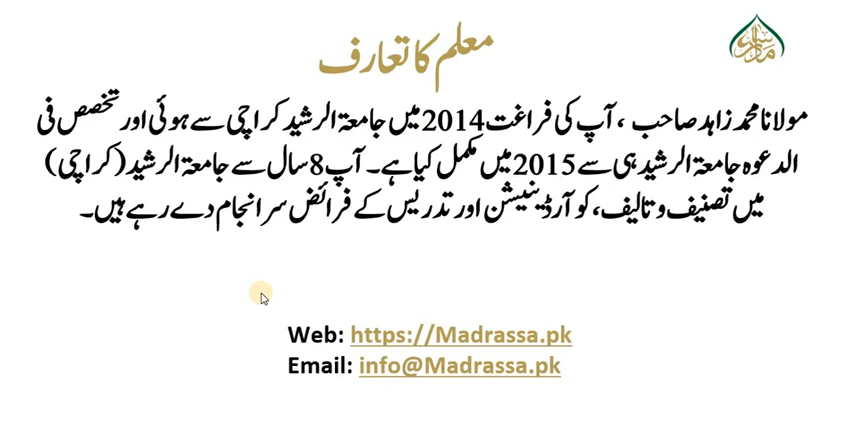 معلم کا تعارف
مولانا محمد زاہد صاحب ، آپ کی فراغت 2014 میں جامعۃ الرشید کراچی سے ہوئی اور تخصص فی
الدعوہ جامعۃ الرشید ہی سے 2015 میں مکمل کیا ہے۔ آپ 8 سال سے جامعۃ الرشید (کراچی)
میں تصنیف و تالیف، کو آرڈینیشن اور تدریس کے فرائض سر انجام دے رہے ہیں۔
Web: https://Madrassa.pk
Email: info@Madrassa.pk